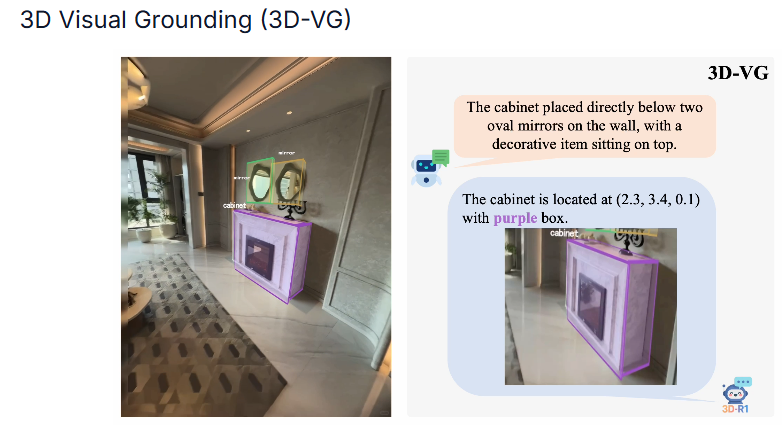 3D Visual Grounding (3D-VG)
mirror
mirror
cabinet
3D-VG
The cabinet placed directly below two
oval mirrors on the wall, with a
decorative item sitting on top.
The cabinet is located at (2.3, 3.4, 0.1)
with purple box.
cabinet
3D-R1